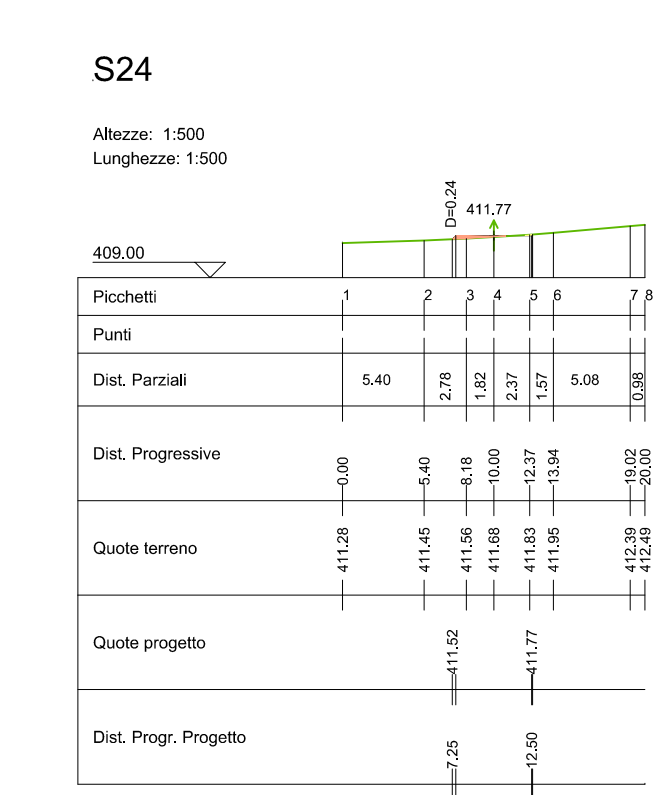 S24
Altezze: 1:500
Lunghezze: 1:500
D=0.24
411.77
409.00
Picchetti 1 2 3 4 5 6 7 8
Punti
Dist. Parziali 5.40 2.78 1.82 2.37 1.57 5.08 0.98
Dist. Progressive 0.00 5.40 8.18 10.00 12.37 13.94 19.02 20.00
Quote terreno 411.28 411.45 411.56 411.68 411.83 411.95 412.39 412.49
Quote progetto 411.52 411.77
Dist. Progr. Progetto 7.25 12.50